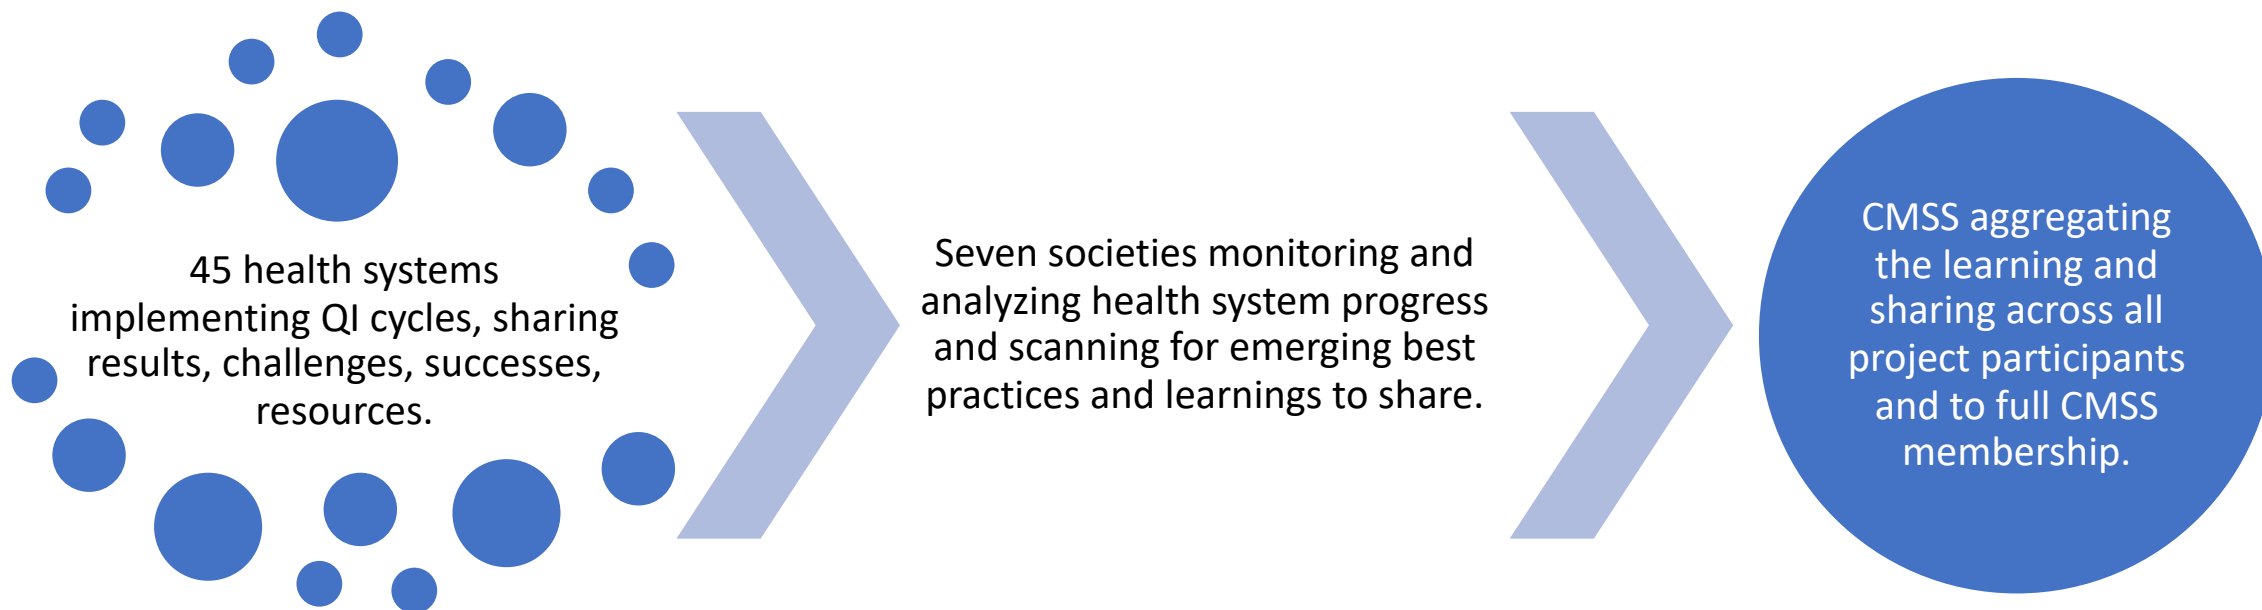 45 health systems
implementing QI cycles, sharing
results, challenges, successes,
resources.
Seven societies monitoring and
analyzing health system progress
and scanning for emerging best
practices and learnings to share.
CMSS aggregating
the learning and
sharing across all
project participants
and to full CMSS
membership.